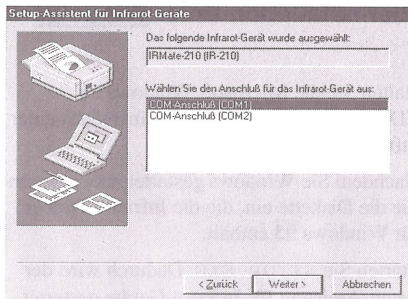 Setup-Assistent für Infrarot-Geräte
Das folgende Infrarot-Gerät wurde ausgewählt:
IRMate-210 (IR-210)
Wählen Sie den Anschluß für das Infrarot-Gerät aus:
COM-Anschluß (COM1)
COM-Anschluß (COM2)
< Zurück
Weiter >
Abbrechen